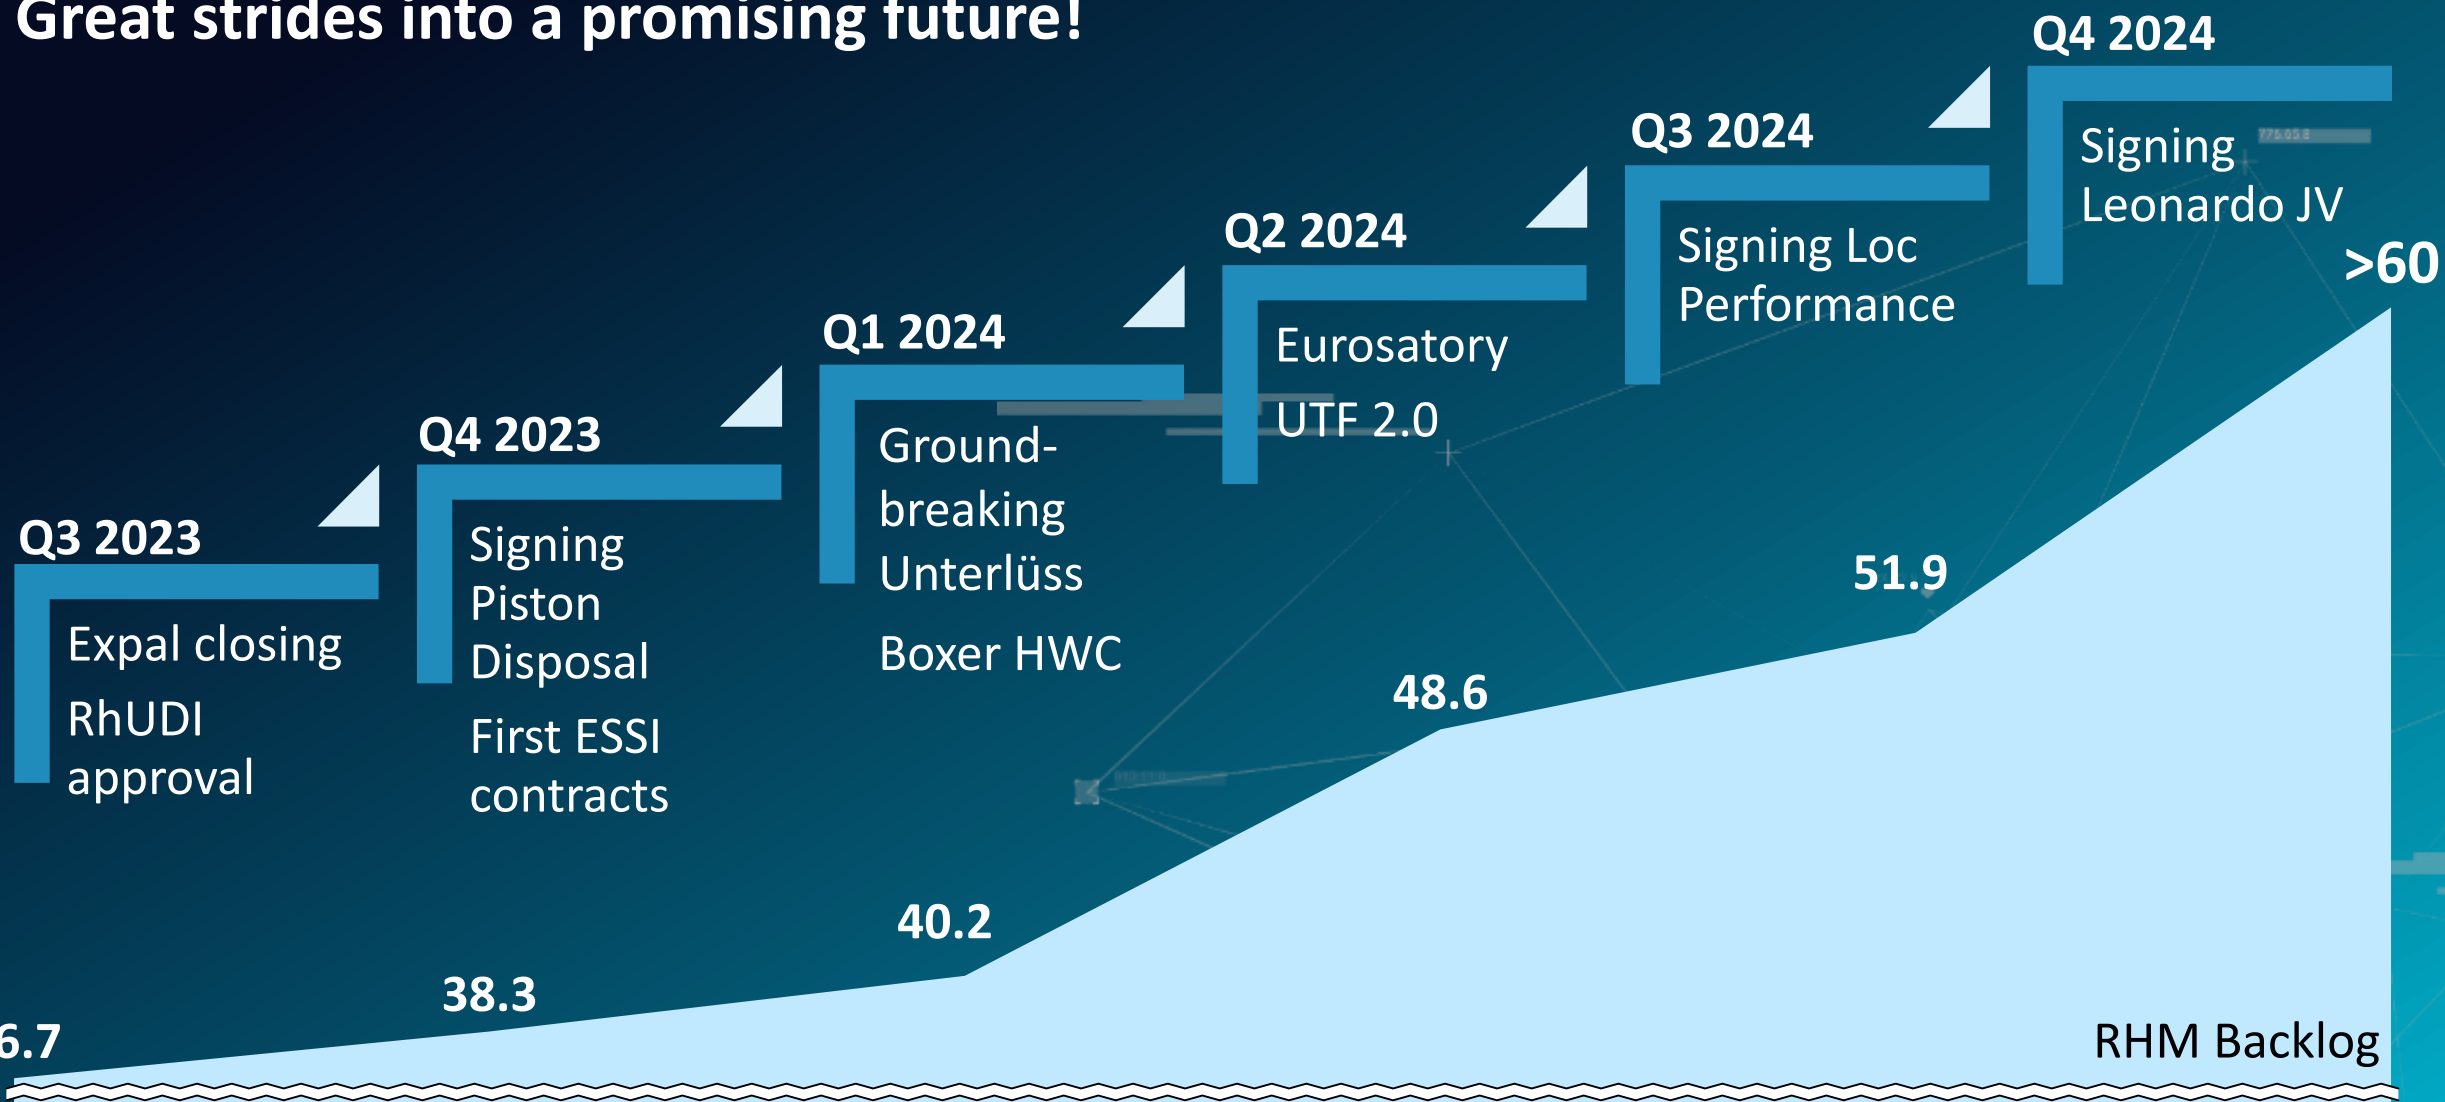 Great strides into a promising future!
Q3 2023
Expal closing
RhUDI
approval
Q4 2023
Signing
Piston
Disposal
First ESSI
contracts
Q1 2024
Ground-
breaking
Unterlüss
Boxer HWC
Q2 2024
Eurosatory
UTF 2.0
Q3 2024
Signing Loc
Performance
Q4 2024
Signing
Leonardo JV
6.7
38.3
40.2
48.6
51.9
>60
RHM Backlog